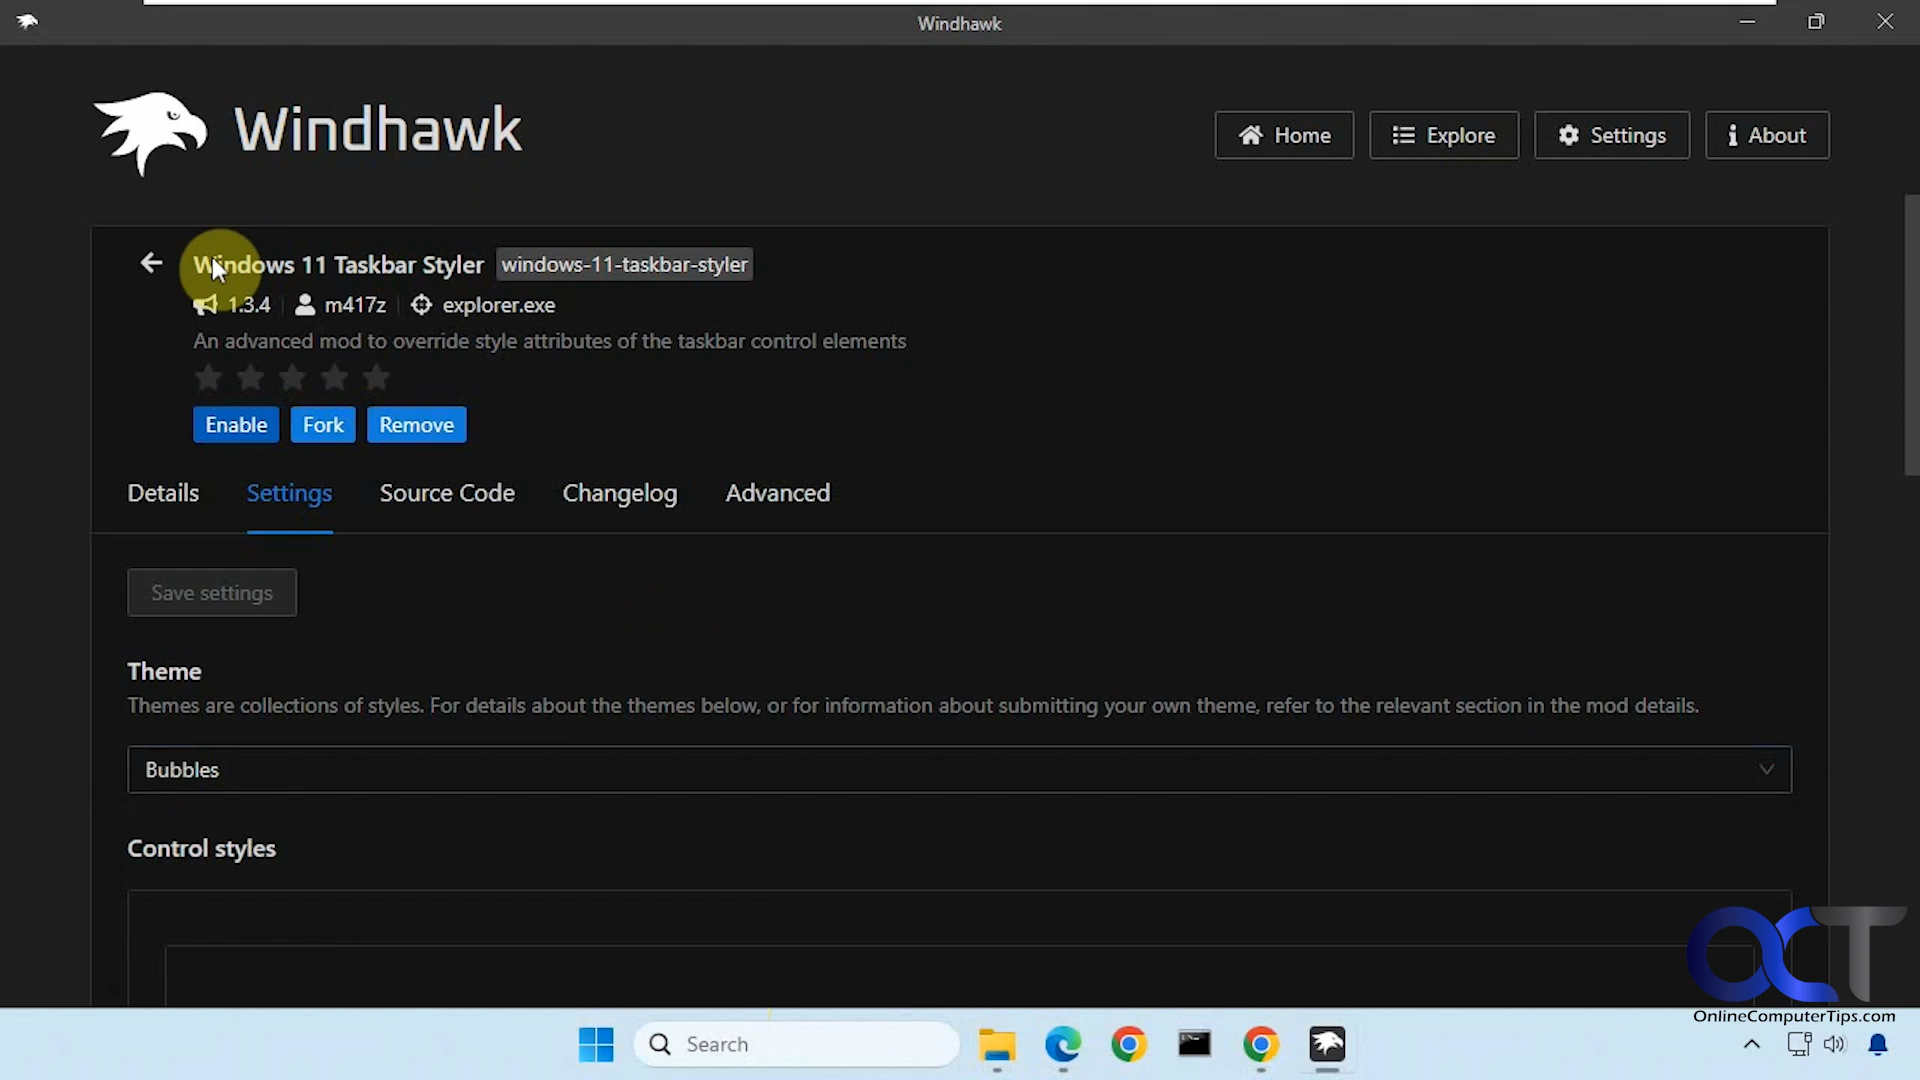 Windhawk
Windhawk
Home
Explore
Settings
About
Windows 11 Taskbar Styler windows-11-taskbar-styler
1.3.4 m417z explorer.exe
An advanced mod to override style attributes of the taskbar control elements
Enable Fork Remove
Details Settings Source Code Changelog Advanced
Save settings
Theme
Themes are collections of styles. For details about the themes below, or for information about submitting your own theme, refer to the relevant section in the mod details.
Bubbles
Control styles
OCT
OnlineComputerTips.com
Search